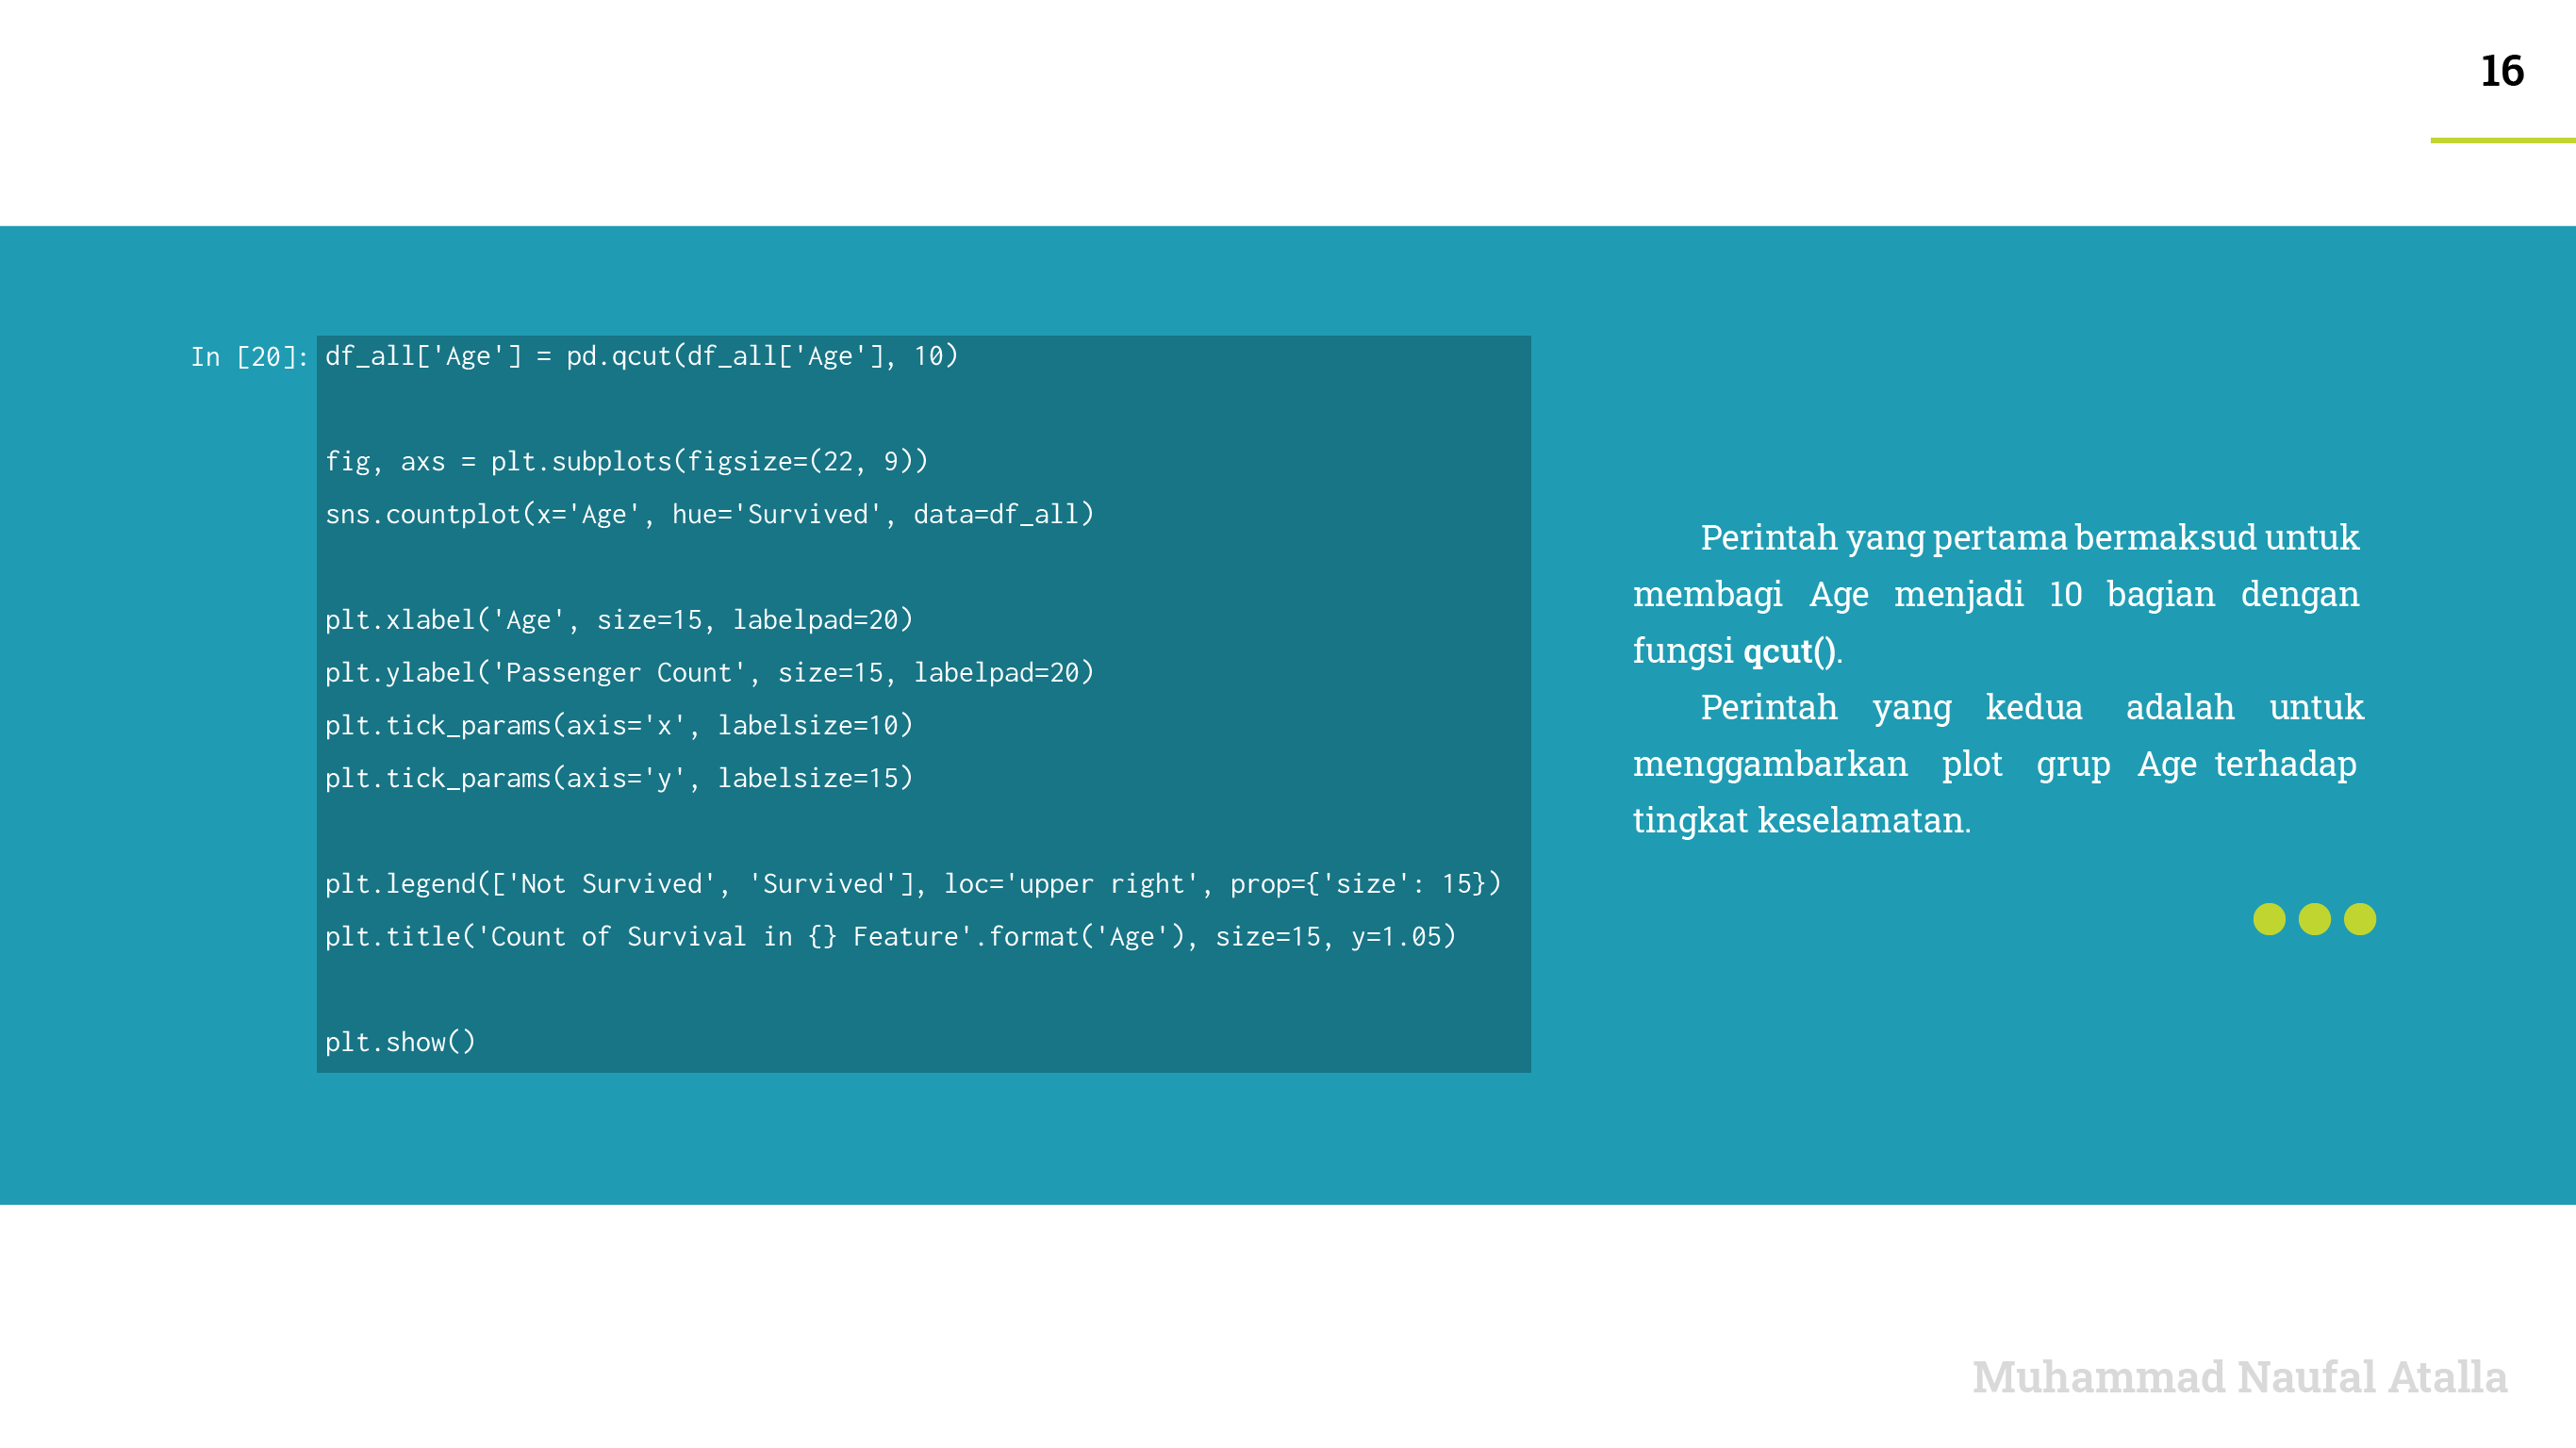 16
In [20]:
df_all['Age'] = pd.qcut(df_all['Age'], 10)
fig, axs = plt.subplots(figsize=(22, 9))
sns.countplot(x='Age', hue='Survived', data=df_all)
plt.xlabel('Age', size=15, labelpad=20)
plt.ylabel('Passenger Count', size=15, labelpad=20)
plt.tick_params(axis='x', labelsize=10)
plt.tick_params(axis='y', labelsize=15)
plt.legend(['Not Survived', 'Survived'], loc='upper right', prop={'size': 15})
plt.title('Count of Survival in {} Feature'.format('Age'), size=15, y=1.05)
plt.show()
Perintah yang pertama bermaksud untuk
membagi Age menjadi 10 bagian dengan
fungsi qcut().
Perintah yang kedua adalah untuk
menggambarkan plot grup Age terhadap
tingkat keselamatan.
Muhammad Naufal Atalla